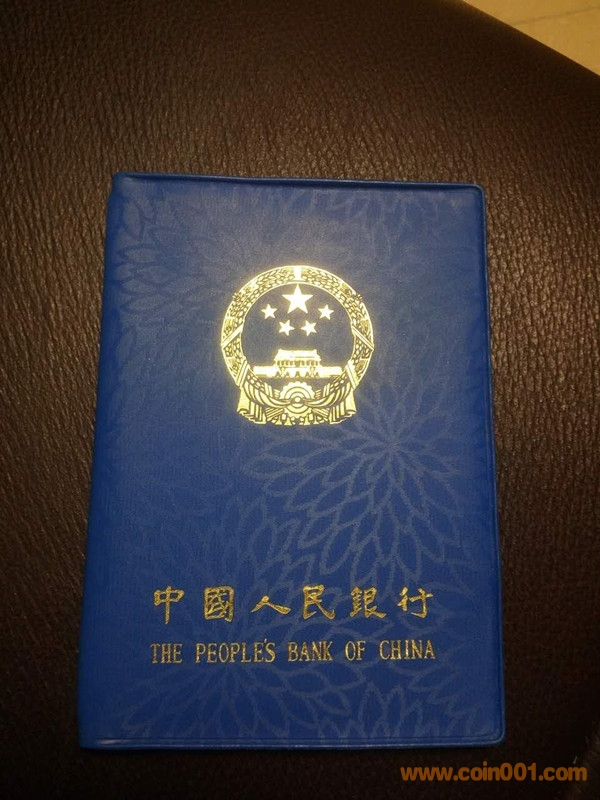 中國人民銀行
THE PEOPLE'S BANK OF CHINA
www.coin001.com